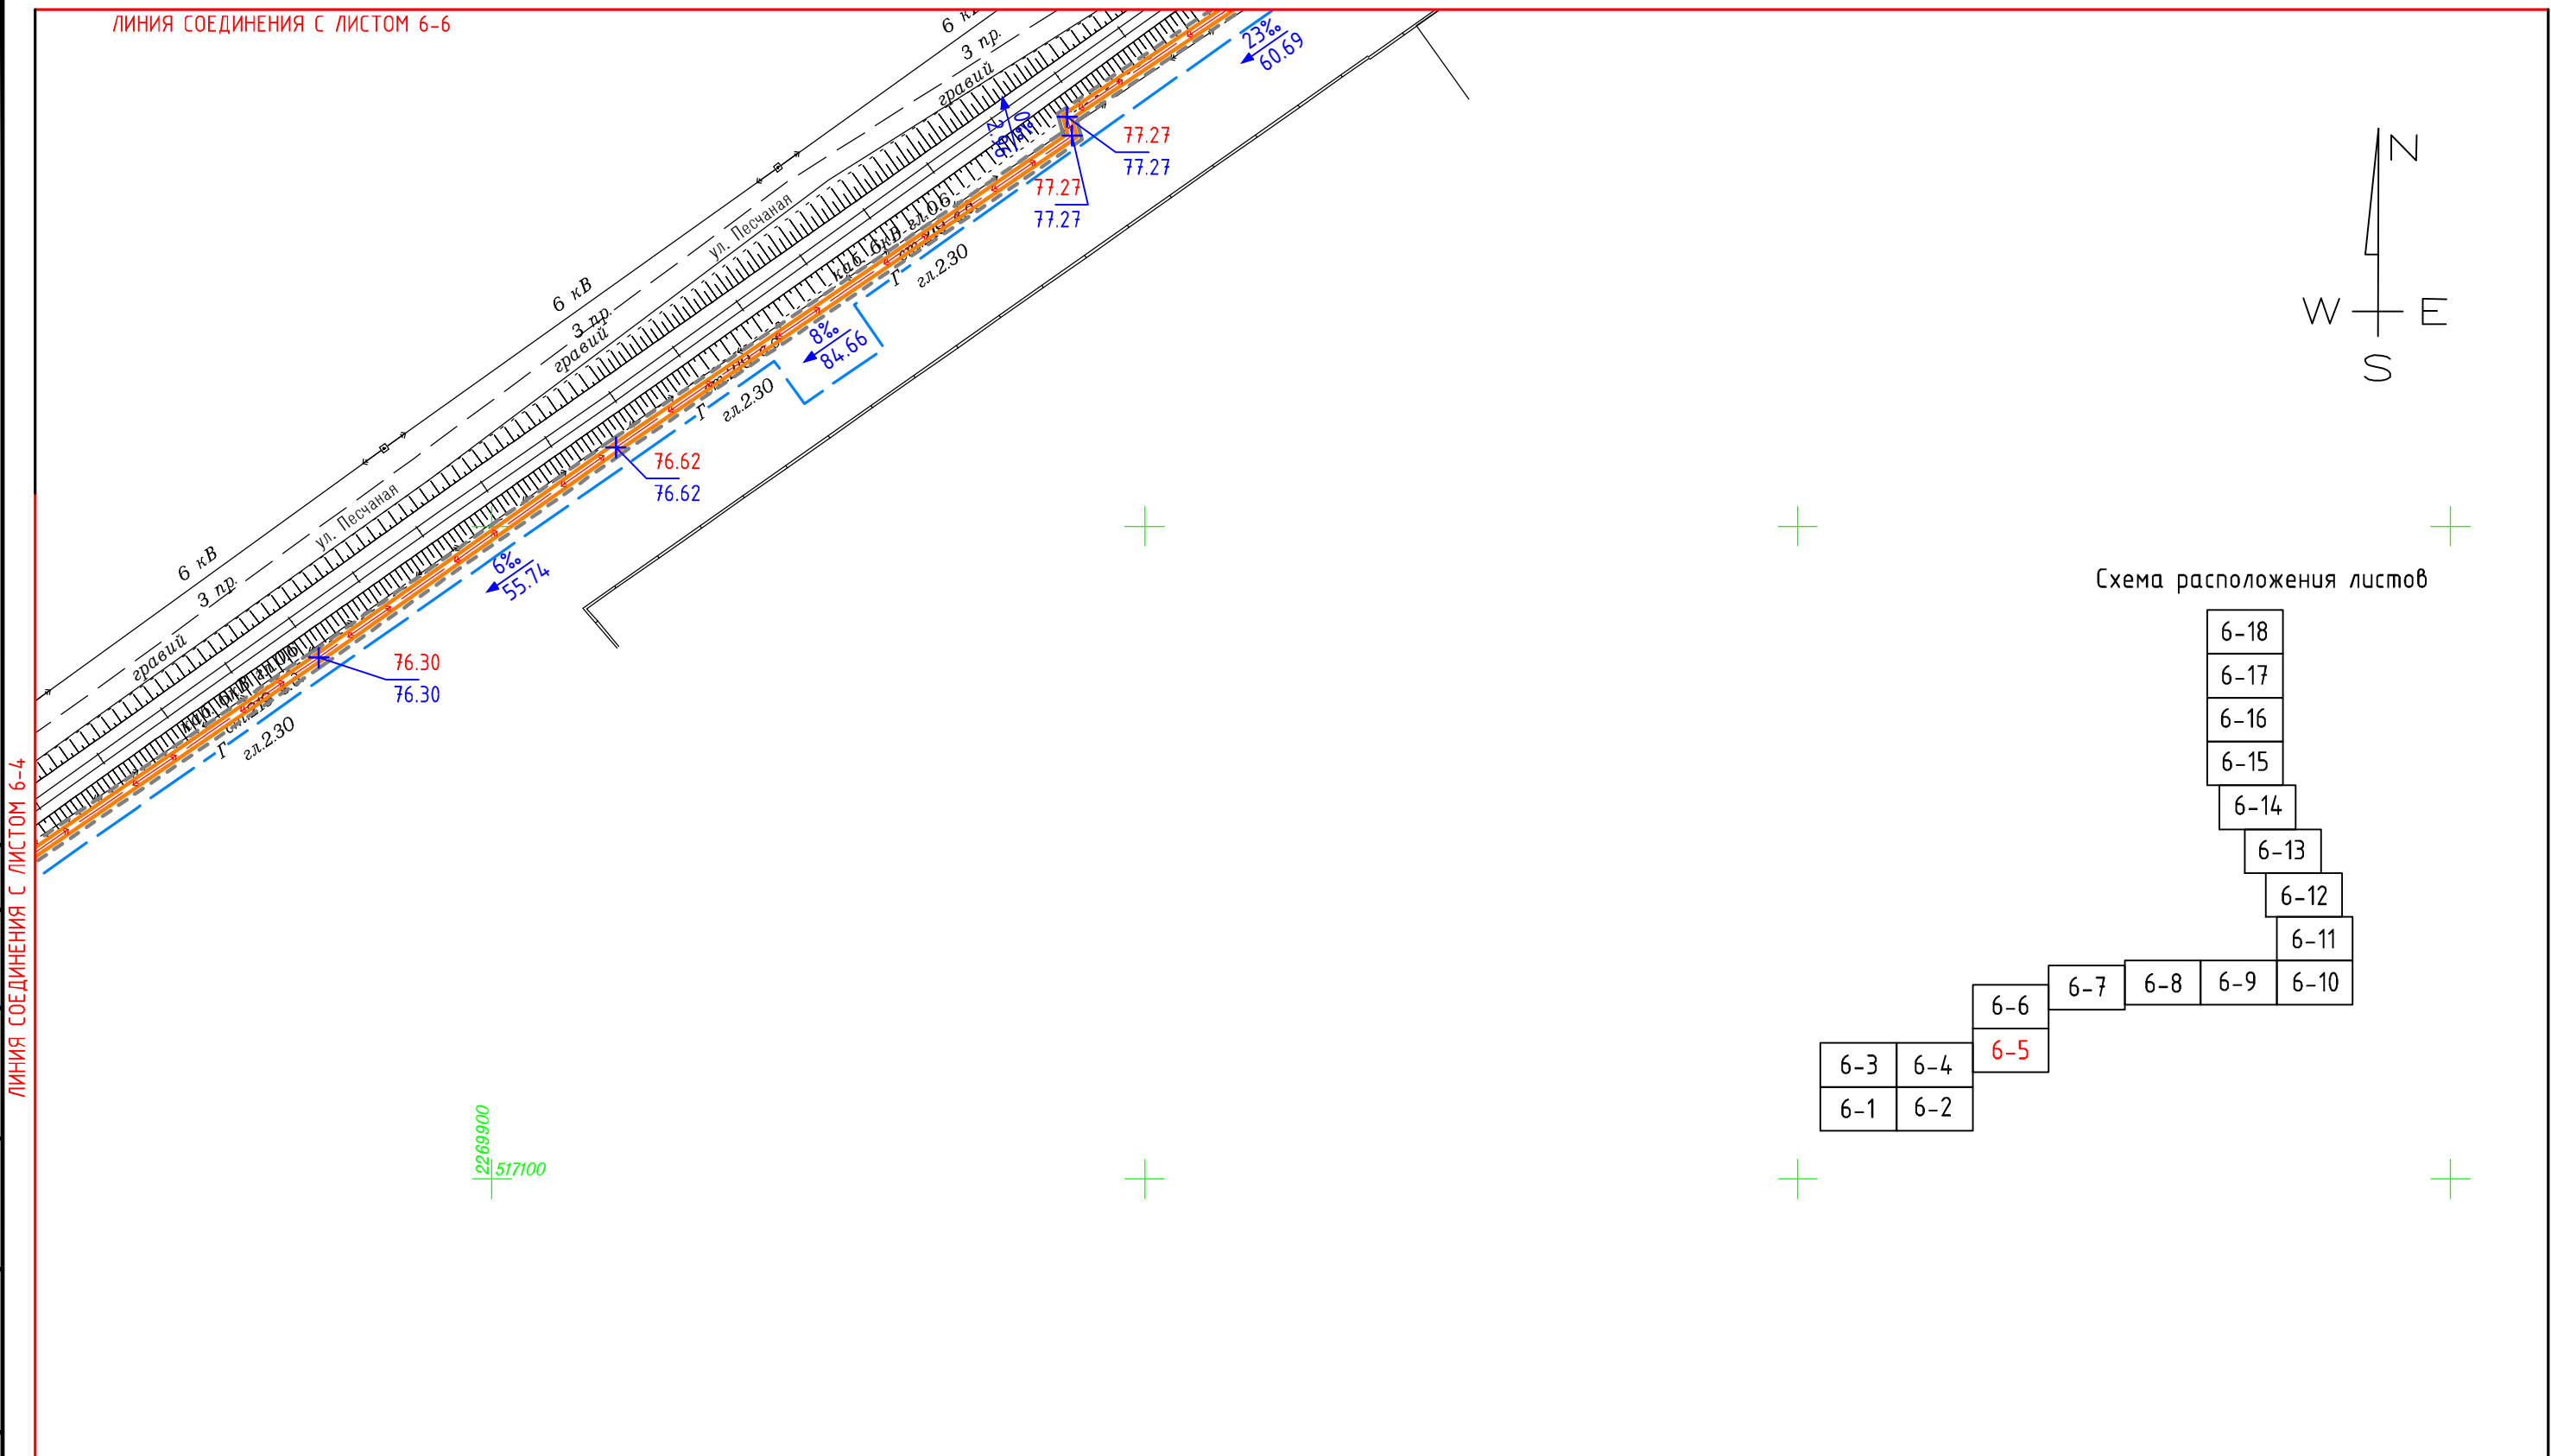 ЛИНИЯ СОЕДИНЕНИЯ С ЛИСТОМ 6-6
3 пр.
гравий
23‰
60.69
77.27
77.27
77.27
77.27
ул. Песчаная
каб. 6кВ гл.0.6
Г
гл.2.30
6 кВ
3 пр.
гравий
8‰
84.66
Г
гл.2.30
76.62
76.62
ул. Песчаная
6‰
55.74
6 кВ
3 пр.
гравий
76.30
76.30
Г
гл.2.30
ЛИНИЯ СОЕДИНЕНИЯ С ЛИСТОМ 6-4
2269900
517100
N
W
E
S
Схема расположения листов
6-18
6-17
6-16
6-15
6-14
6-13
6-12
6-11
6-7 6-8 6-9 6-10
6-6
6-5
6-3 6-4
6-1 6-2